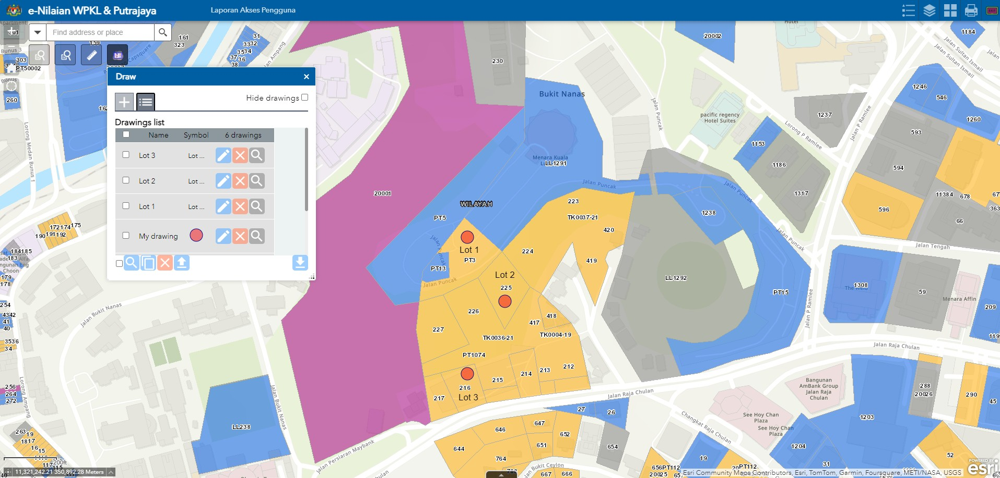 e-Nilaian WPKL & Putrajaya
Laporan Akses Pengguna
Find address or place
Draw
Hide drawings
Drawings list
Name
Symbol
6 drawings
Lot 3
Lot ...
Lot 2
Lot ...
Lot 1
Lot ...
My drawing
161
323
159
303
PT50002
Bunus 3
Bunus
260
162
31
3332
3534
3736
38
230
20002
Hotel
1184
Jalan Sultan Ismail
Jalan Sultan Ismail
Bukit Nanas
Jalan Puncak
pacific regency
Hotel Suites
1237
Lorong P Ramlee
Jalan P Ramlee
1246
546
1260
593
1153
1186
594
Menara Kuala
LL1291
Jalan Puncak
Jalan Puncak
1317
11384
678
20001
WILAYAH
223
TK0037-21
1238
596
66
PT5
420
Jalan Puncak
Jalan Tengah
Lot 1
PT3
224
419
Jalan Puncak
PT13
Jalan Puncak
Lot 2
225
LL1292
PT15
1308
59
Menara Affin
209
Jalan P Ramlee
226
227
418
417
TK0036-21
TK0004-19
PT1074
Jalan Raja Chulan
216
215
214
213
212
217
Lot 3
Jalan Raja Chulan
Bangunan
AmBank Group
Jalan Raja
Chulan
288
20026
290
45
27
26
See Hoy Chan
Plaza
See Hoy Chan
Plaza
1203
Changkat Raja Chulan
646
647
652
644
651
654
764
1204
19
31
52
Jalan Persiaran Maybank
667
666
656PT112
20025
20PT112
Lorong Medan Bunus 1
172174175
190191192
184185
183
Choon
179
178
254
4342
41
40
3536
34
Jalan Bukit Nanas
Jalan Bukit Nanas
Lorong Ampang
256
264
272
LL238
26319
1817
16
15
200ft
11,321,242.21 350,892.28 Meters
Esri Community Maps Contributors, Esri, TomTom, Garmin, Foursquare, METI/NASA, USGS
POWERED BY
esri